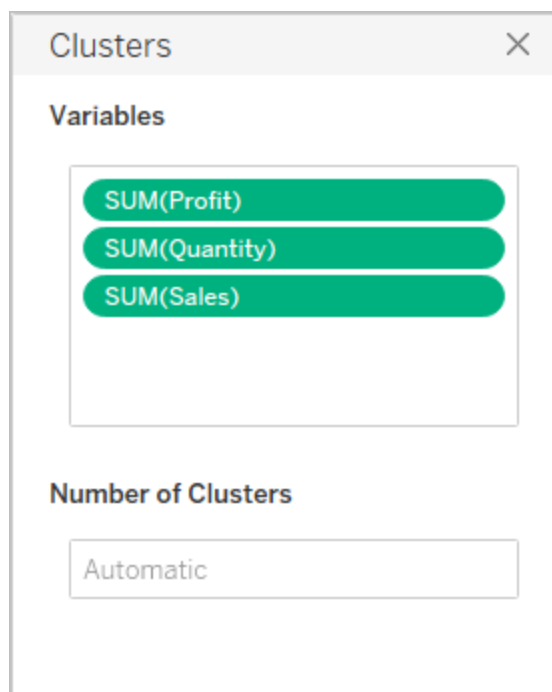 Clusters
Variables
SUM(Profit)
SUM(Quantity)
SUM(Sales)
Number of Clusters
Automatic